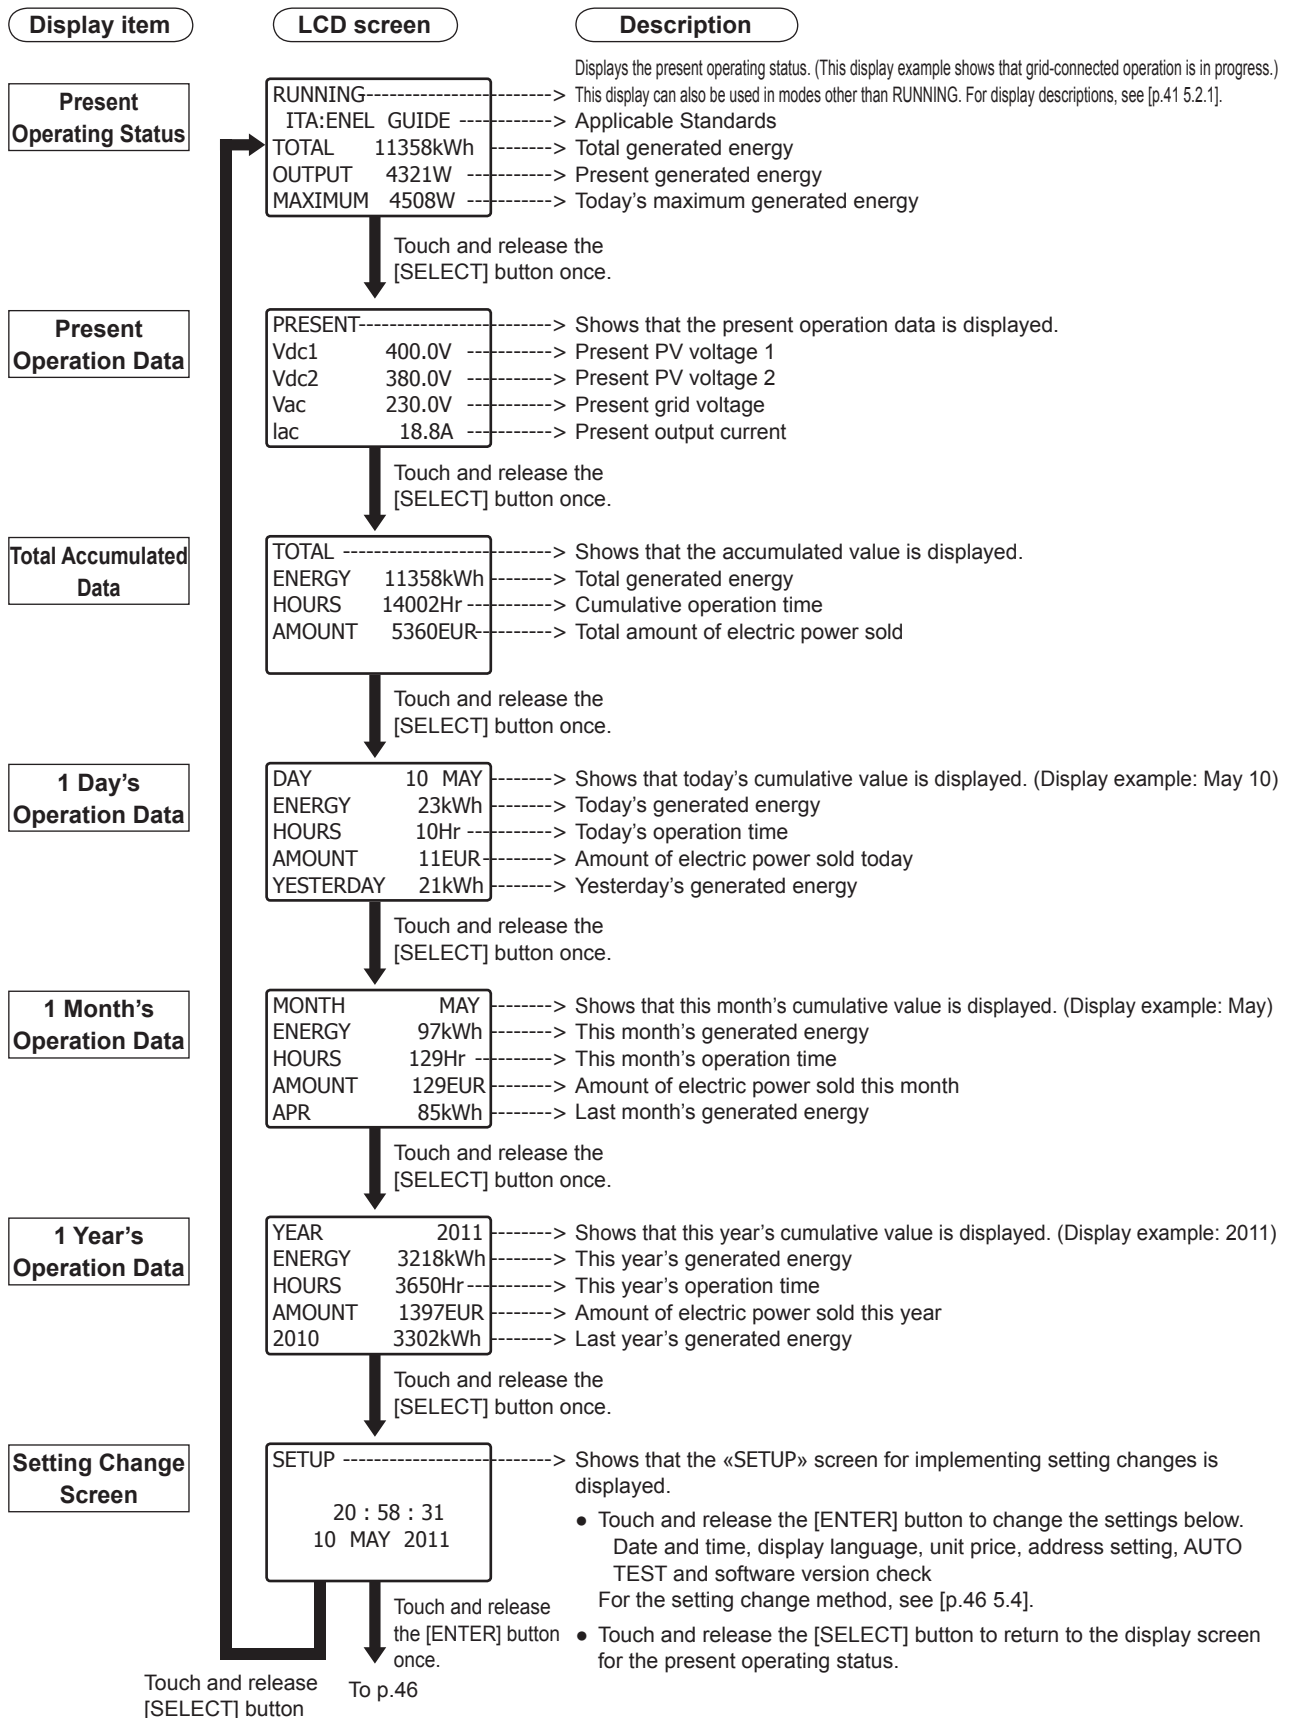 Display item
LCD screen
Description
Present
Operating Status
RUNNING
ITA:ENEL GUIDE
TOTAL 11358kWh
OUTPUT 4321W
MAXIMUM 4508W
Displays the present operating status. (This display example shows that grid-connected operation is in progress.)
This display can also be used in modes other than RUNNING. For display descriptions, see [p.41 5.2.1].
Applicable Standards
Total generated energy
Present generated energy
Today's maximum generated energy
Touch and release the
[SELECT] button once.
Present
Operation Data
PRESENT
Vdc1 400.0V
Vdc2 380.0V
Vac 230.0V
Iac 18.8A
Shows that the present operation data is displayed.
Present PV voltage 1
Present PV voltage 2
Present grid voltage
Present output current
Touch and release the
[SELECT] button once.
Total Accumulated
Data
TOTAL
ENERGY 11358kWh
HOURS 14002Hr
AMOUNT 5360EUR
Shows that the accumulated value is displayed.
Total generated energy
Cumulative operation time
Total amount of electric power sold
Touch and release the
[SELECT] button once.
1 Day's
Operation Data
DAY 10 MAY
ENERGY 23kWh
HOURS 10Hr
AMOUNT 11EUR
YESTERDAY 21kWh
Shows that today's cumulative value is displayed. (Display example: May 10)
Today's generated energy
Today's operation time
Amount of electric power sold today
Yesterday's generated energy
Touch and release the
[SELECT] button once.
1 Month's
Operation Data
MONTH MAY
ENERGY 97kWh
HOURS 129Hr
AMOUNT 129EUR
APR 85kWh
Shows that this month's cumulative value is displayed. (Display example: May)
This month's generated energy
This month's operation time
Amount of electric power sold this month
Last month's generated energy
Touch and release the
[SELECT] button once.
1 Year's
Operation Data
YEAR 2011
ENERGY 3218kWh
HOURS 3650Hr
AMOUNT 1397EUR
2010 3302kWh
Shows that this year's cumulative value is displayed. (Display example: 2011)
This year's generated energy
This year's operation time
Amount of electric power sold this year
Last year's generated energy
Touch and release the
[SELECT] button once.
Setting Change
Screen
SETUP
20 : 58 : 31
10 MAY 2011
Shows that the «SETUP» screen for implementing setting changes is
displayed.
● Touch and release the [ENTER] button to change the settings below.
Date and time, display language, unit price, address setting, AUTO
TEST and software version check
For the setting change method, see [p.46 5.4].
● Touch and release the [SELECT] button to return to the display screen
for the present operating status.
Touch and release
the [ENTER] button
once.
To p.46
Touch and release
[SELECT] button